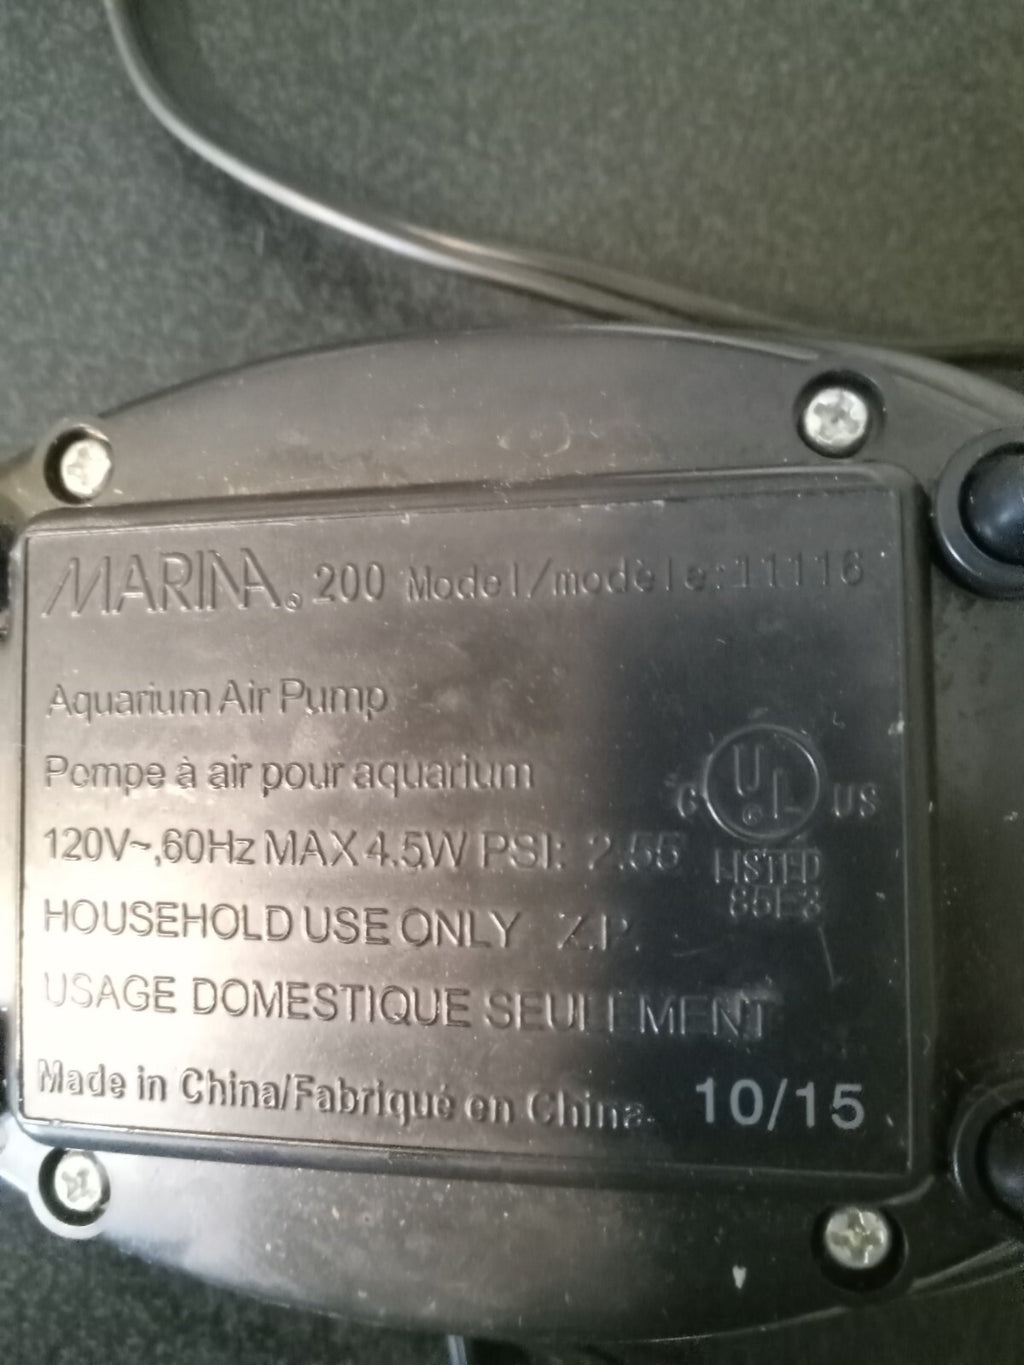 MARINA® 200 Model/modèle:11116
Aquarium Air Pump
Pompe à air pour aquarium
120V~,60Hz MAX 4.5W PSI: 2.55
C UL® US
LISTED
85E8
HOUSEHOLD USE ONLY Z.P.
USAGE DOMESTIQUE SEULEMENT
Made in China/Fabriqué en China. 10/15